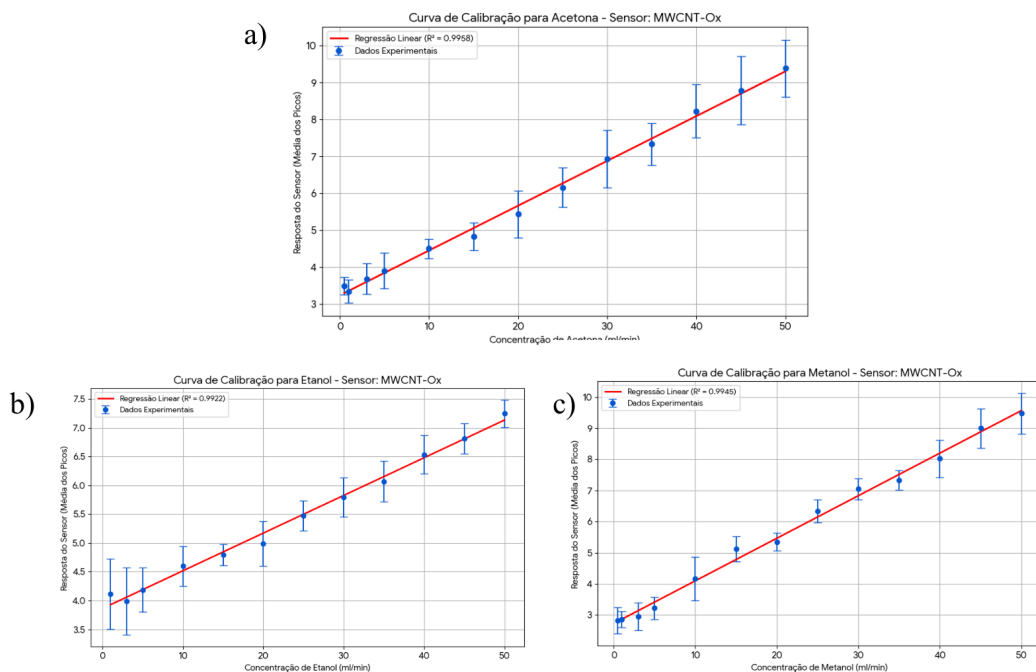 a)
Curva de Calibração para Acetona - Sensor: MWCNT-Ox
Regressão Linear (R² = 0.9958)
Dados Experimentais
Resposta do Sensor (Média dos Picos)
10
9
8
7
6
5
4
3
0
10
20
30
40
50
Concentração de Acetona (ml/min)
b)
Curva de Calibração para Etanol - Sensor: MWCNT-Ox
Regressão Linear (R² = 0.9922)
Dados Experimentais
Resposta do Sensor (Média dos Picos)
7.5
7.0
6.5
6.0
5.5
5.0
4.5
4.0
3.5
0
10
20
30
40
50
Concentração de Etanol (ml/min)
c)
Curva de Calibração para Metanol - Sensor: MWCNT-Ox
Regressão Linear (R² = 0.9945)
Dados Experimentais
Resposta do Sensor (Média dos Picos)
10
9
8
7
6
5
4
3
0
10
20
30
40
50
Concentração de Metanol (ml/min)